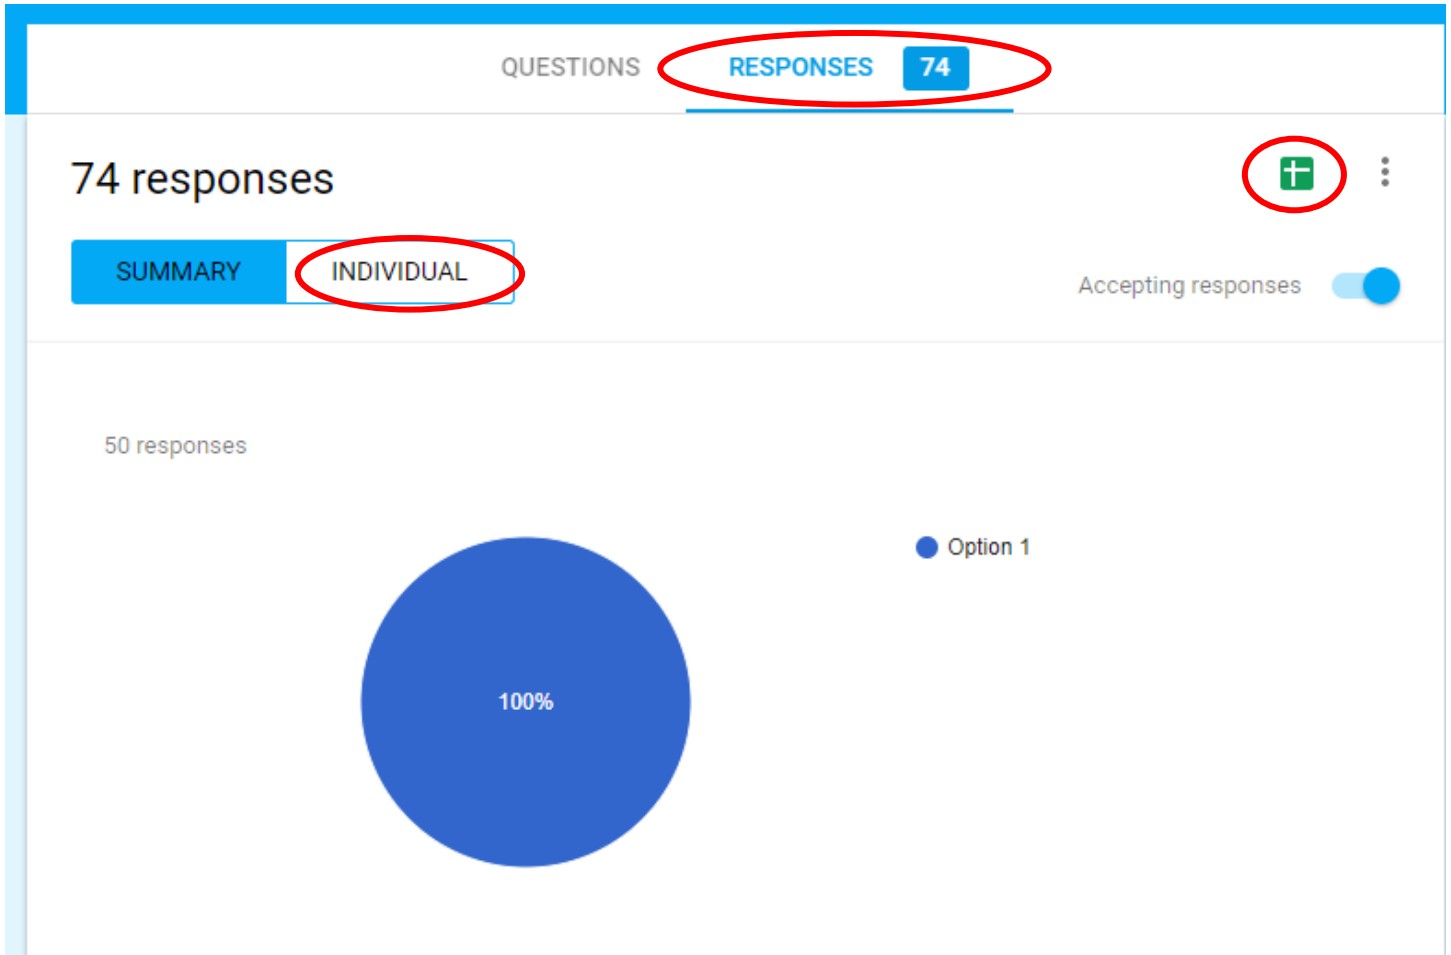 QUESTIONS RESPONSES 74
74 responses
SUMMARY INDIVIDUAL
Accepting responses
50 responses
Option 1
100%